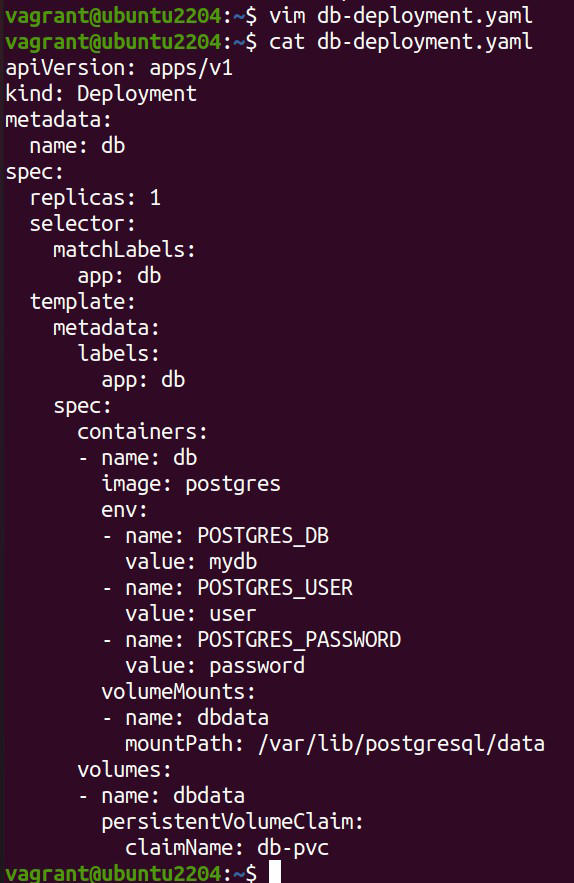 vagrant@ubuntu2204:~$ vim db-deployment.yaml
vagrant@ubuntu2204:~$ cat db-deployment.yaml
apiVersion: apps/v1
kind: Deployment
metadata:
  name: db
spec:
  replicas: 1
  selector:
    matchLabels:
      app: db
  template:
    metadata:
      labels:
        app: db
    spec:
      containers:
      - name: db
        image: postgres
        env:
        - name: POSTGRES_DB
          value: mydb
        - name: POSTGRES_USER
          value: user
        - name: POSTGRES_PASSWORD
          value: password
        volumeMounts:
        - name: dbdata
          mountPath: /var/lib/postgresql/data
      volumes:
      - name: dbdata
        persistentVolumeClaim:
          claimName: db-pvc
vagrant@ubuntu2204:~$